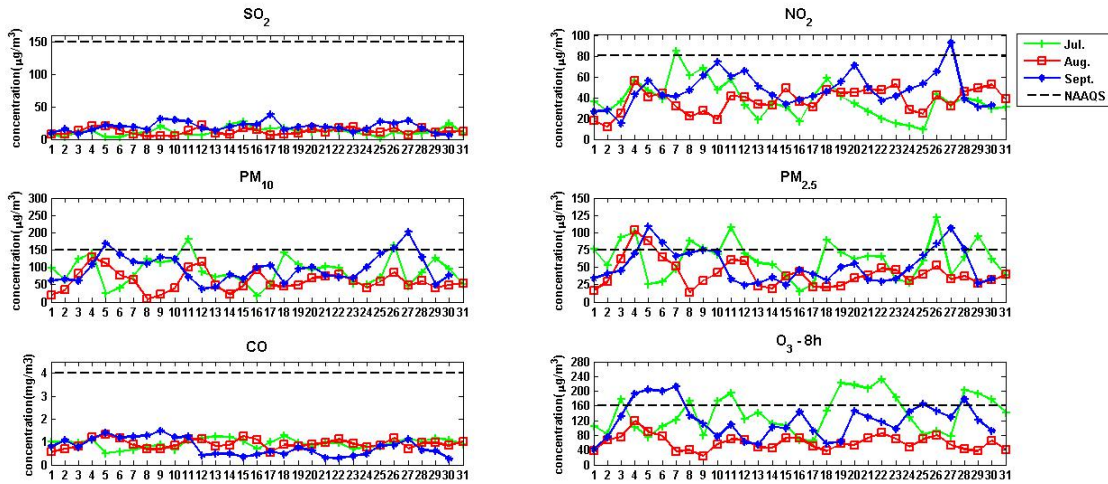 SO2
concentration(μg/m3)
150
100
50
0
1 2 3 4 5 6 7 8 9 10 11 12 13 14 15 16 17 18 19 20 21 22 23 24 25 26 27 28 29 30 31
NO2
concentration(μg/m3)
100
80
60
40
20
0
1 2 3 4 5 6 7 8 9 10 11 12 13 14 15 16 17 18 19 20 21 22 23 24 25 26 27 28 29 30 31
Jul.
Aug.
Sept.
NAAQS
PM10
concentration(μg/m3)
300
250
200
150
100
50
0
1 2 3 4 5 6 7 8 9 10 11 12 13 14 15 16 17 18 19 20 21 22 23 24 25 26 27 28 29 30 31
PM2.5
concentration(μg/m3)
150
125
100
75
50
25
0
1 2 3 4 5 6 7 8 9 10 11 12 13 14 15 16 17 18 19 20 21 22 23 24 25 26 27 28 29 30 31
CO
concentration(mg/m3)
4
3
2
1
0
1 2 3 4 5 6 7 8 9 10 11 12 13 14 15 16 17 18 19 20 21 22 23 24 25 26 27 28 29 30 31
O3 - 8h
concentration(μg/m3)
280
240
200
160
120
80
40
0
1 2 3 4 5 6 7 8 9 10 11 12 13 14 15 16 17 18 19 20 21 22 23 24 25 26 27 28 29 30 31